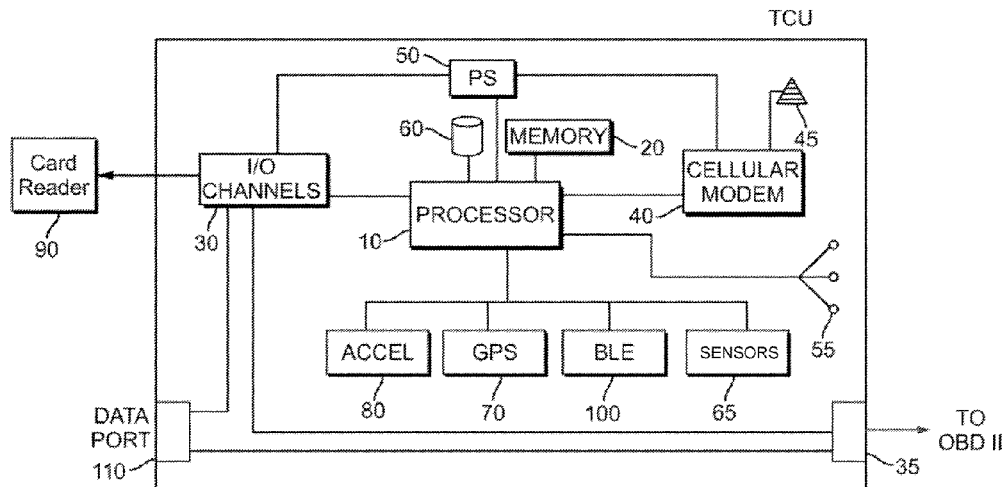 TCU
50
PS
60
MEMORY
20
45
Card
Reader
90
I/O
CHANNELS
30
PROCESSOR
10
CELLULAR
MODEM
40
55
ACCEL
80
GPS
70
BLE
100
SENSORS
65
DATA
PORT
110
35
TO
OBD II